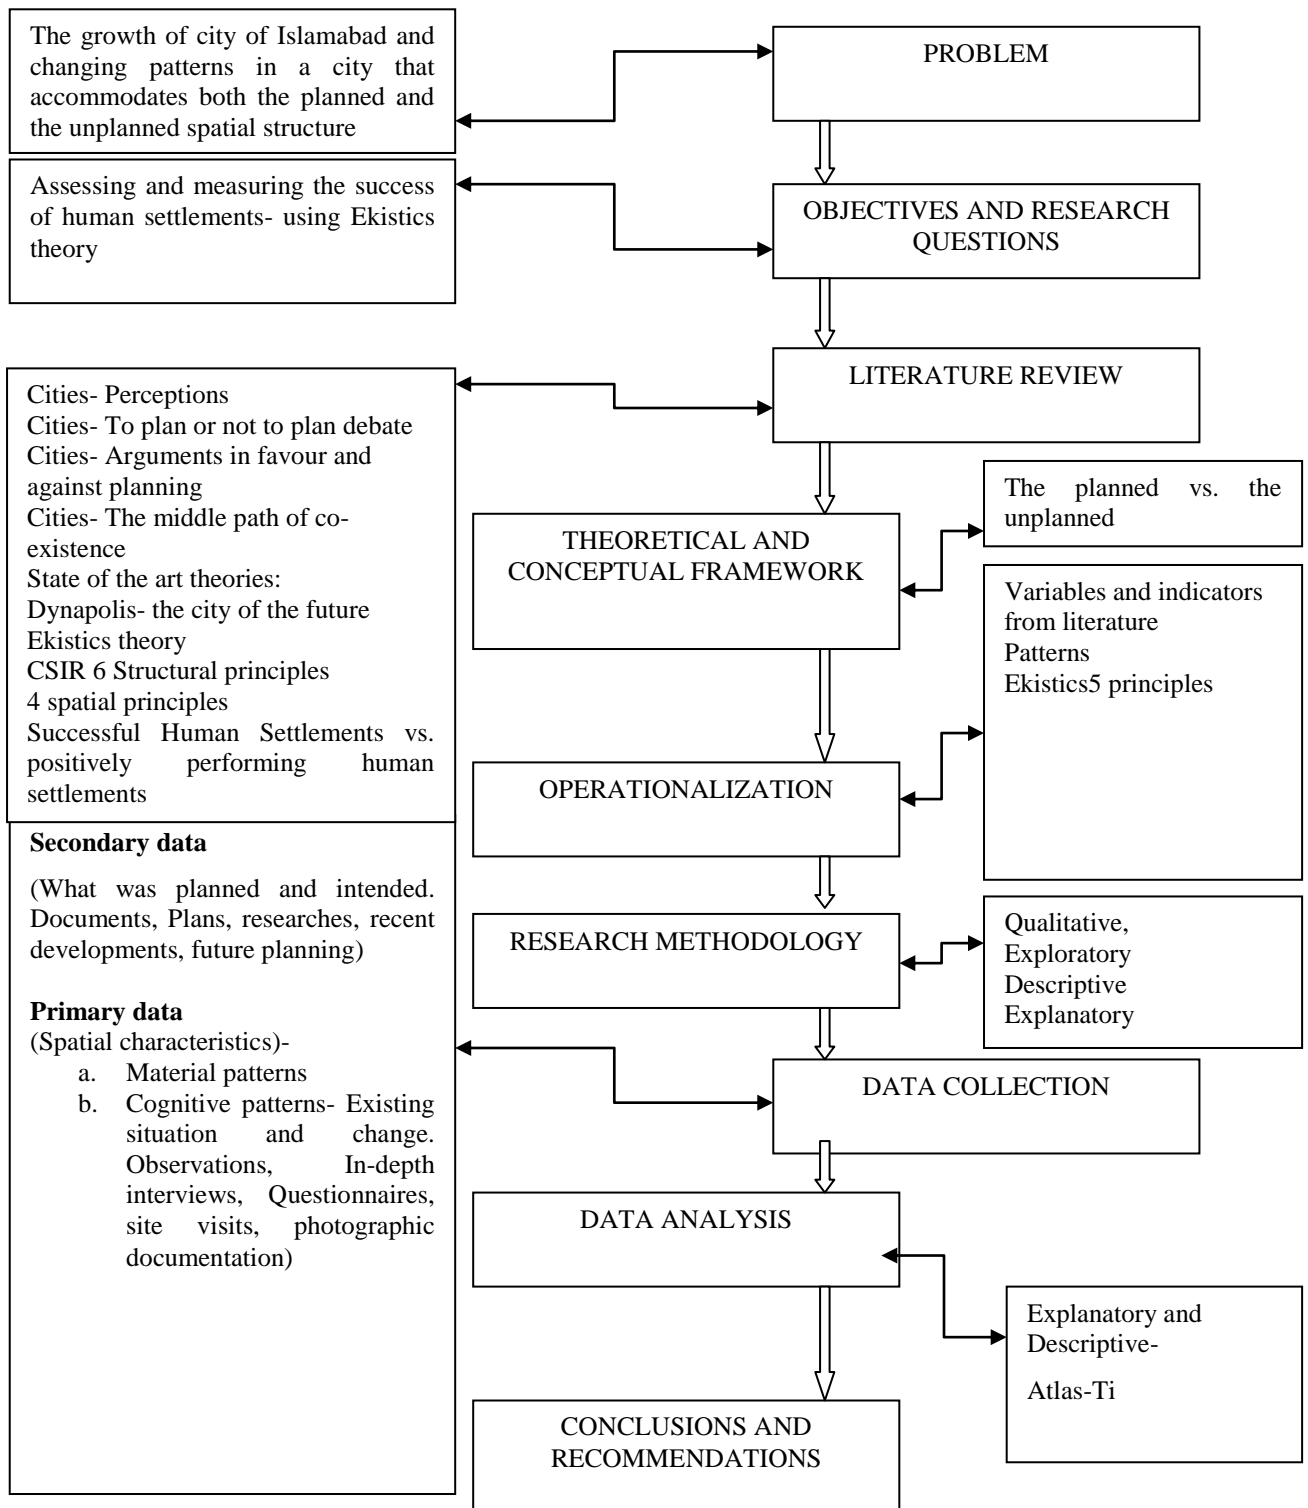 The growth of city of Islamabad and
changing patterns in a city that
accommodates both the planned and
the unplanned spatial structure
PROBLEM
Assessing and measuring the success
of human settlements- using Ekistics
theory
OBJECTIVES AND RESEARCH
QUESTIONS
LITERATURE REVIEW
Cities- Perceptions
Cities- To plan or not to plan debate
Cities- Arguments in favour and
against planning
Cities- The middle path of co-
existence
State of the art theories:
Dynapolis- the city of the future
Ekistics theory
CSIR 6 Structural principles
4 spatial principles
Successful Human Settlements vs.
positively performing human
settlements
THEORETICAL AND
CONCEPTUAL FRAMEWORK
The planned vs. the
unplanned
Variables and indicators
from literature
Patterns
Ekistics5 principles
OPERATIONALIZATION
Secondary data
(What was planned and intended.
Documents, Plans, researches, recent
developments, future planning)
Primary data
(Spatial characteristics)-
a. Material patterns
b. Cognitive patterns- Existing
situation and change.
Observations, In-depth
interviews, Questionnaires,
site visits, photographic
documentation)
RESEARCH METHODOLOGY
Qualitative,
Exploratory
Descriptive
Explanatory
DATA COLLECTION
DATA ANALYSIS
Explanatory and
Descriptive-
Atlas-Ti
CONCLUSIONS AND
RECOMMENDATIONS